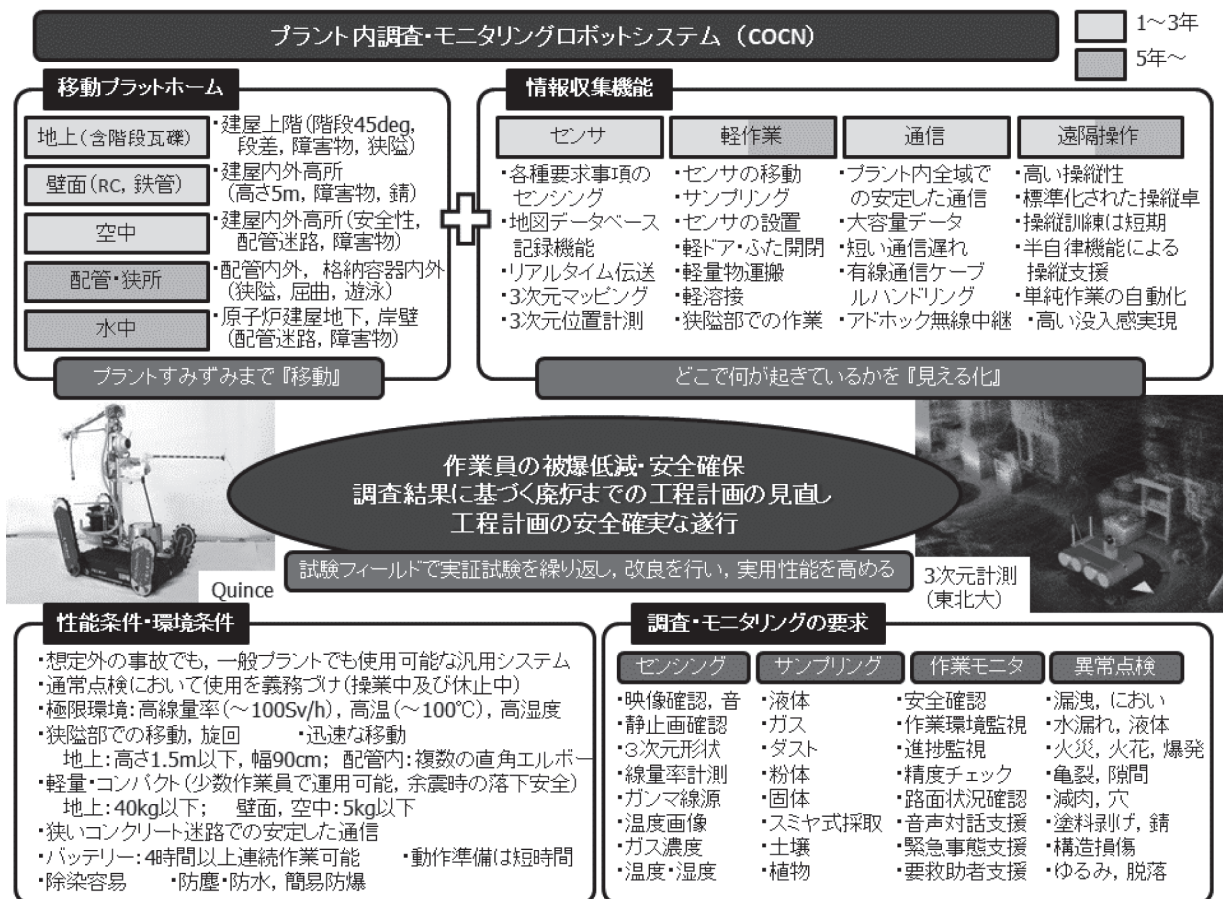 プラント内調査・モニタリングロボットシステム（COCN）
1～3年
5年～
移動プラットホーム
地上（含階段瓦礫）
・建屋上階（階段45deg,
段差, 障害物, 狭隘）
壁面（RC, 鉄管）
・建屋内外高所
（高さ5m, 障害物, 錆）
空中
・建屋内外高所（安全性,
配管迷路, 障害物）
配管・狭所
・配管内外, 格納容器内外
（狭隘, 屈曲, 遊泳）
水中
・原子炉建屋地下, 岸壁
（配管迷路, 障害物）
プラントすみずみまで『移動』
情報収集機能
センサ
・各種要求事項の
センシング
・地図データベース
記録機能
・リアルタイム伝送
・3次元マッピング
・3次元位置計測
軽作業
・センサの移動
・サンプリング
・センサの設置
・軽ドア・ふた開閉
・軽量物運搬
・軽溶接
・狭隘部での作業
通信
・プラント内全域で
の安定した通信
・大容量データ
・短い通信遅れ
・有線通信ケーブ
ルハンドリング
・アドホック無線中継
遠隔操作
・高い操縦性
・標準化された操縦卓
・操縦訓練は短期
・半自律機能による
操縦支援
・単純作業の自動化
・高い没入感実現
どこで何が起きているかを『見える化』
作業員の被爆低減・安全確保
調査結果に基づく廃炉までの工程計画の見直し
工程計画の安全確実な遂行
試験フィールドで実証試験を繰り返し, 改良を行い, 実用性能を高める
Quince
3次元計測
（東北大）
性能条件・環境条件
・想定外の事故でも, 一般プラントでも使用可能な汎用システム
・通常点検において使用を義務づけ（操業中及び休止中）
・極限環境：高線量率（～100Sv/h）, 高温（～100℃）, 高湿度
・狭隘部での移動, 旋回　・迅速な移動
地上：高さ1.5m以下, 幅90cm； 配管内：複数の直角エルボー
・軽量・コンパクト（少数作業員で運用可能, 余震時の落下安全）
地上：40kg以下；　壁面, 空中：5kg以下
・狭いコンクリート迷路での安定した通信
・バッテリー：4時間以上連続作業可能　・動作準備は短時間
・除染容易　・防塵・防水, 簡易防爆
調査・モニタリングの要求
センシング
・映像確認, 音
・静止画確認
・3次元形状
・線量率計測
・ガンマ線源
・温度画像
・ガス濃度
・温度・湿度
サンプリング
・液体
・ガス
・ダスト
・粉体
・固体
・スミヤ式採取
・土壌
・植物
作業モニタ
・安全確認
・作業環境監視
・進捗監視
・精度チェック
・路面状況確認
・音声対話支援
・緊急事態支援
・要救助者支援
異常点検
・漏洩, におい
・水漏れ, 液体
・火災, 火花, 爆発
・亀裂, 隙間
・減肉, 穴
・塗料剥げ, 錆
・構造損傷
・ゆるみ, 脱落